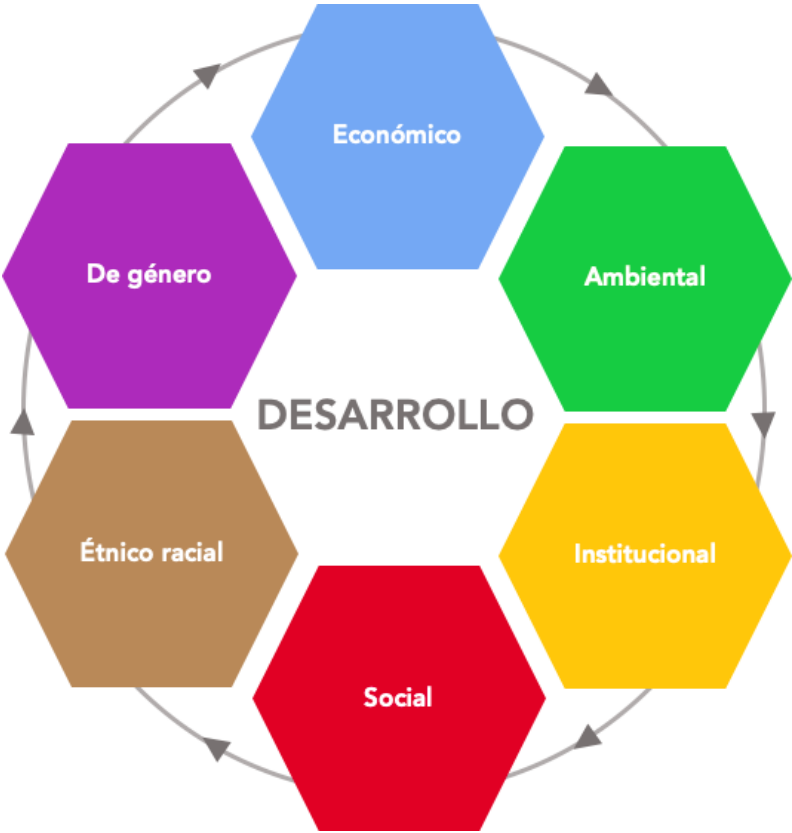 Económico
De género
Ambiental
DESARROLLO
Étnico racial
Institucional
Social